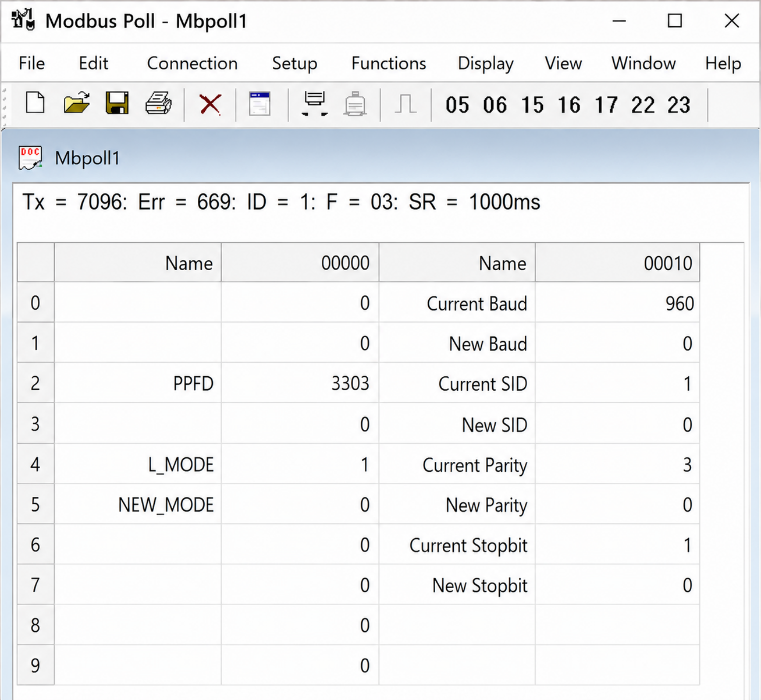 Modbus Poll - Mbpoll1
File Edit Connection Setup Functions Display View Window Help
05 06 15 16 17 22 23
DOC Mbpoll1
Tx = 7096: Err = 669: ID = 1: F = 03: SR = 1000ms
Name 00000 Name 00010
0 0 Current Baud 960
1 0 New Baud 0
2 PPFD 3303 Current SID 1
3 0 New SID 0
4 L_MODE 1 Current Parity 3
5 NEW_MODE 0 New Parity 0
6 0 Current Stopbit 1
7 0 New Stopbit 0
8 0
9 0